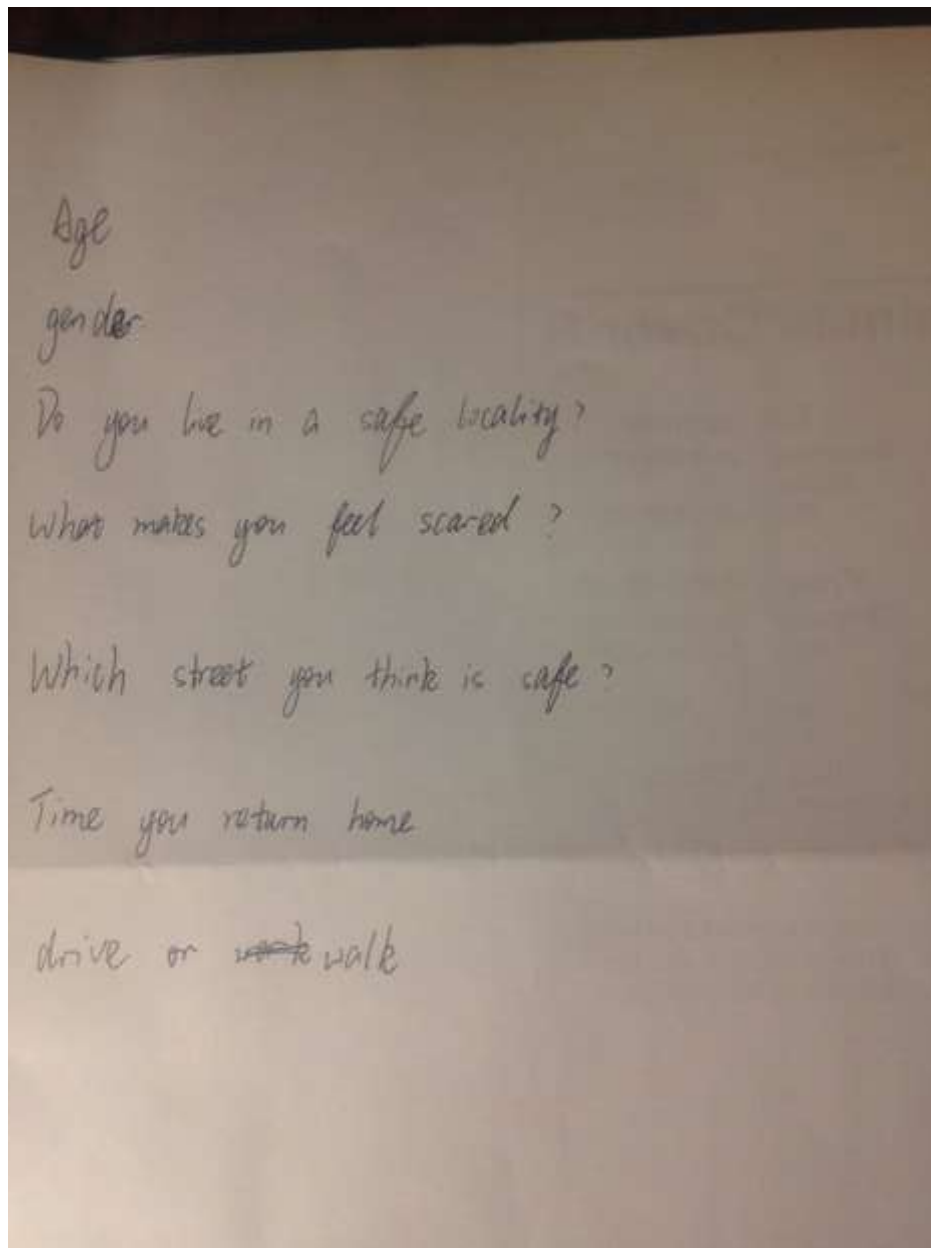 Age
gender
Do you live in a safe locality?
What makes you feel scared?
Which street you think is safe?
Time you return home
drive or walk